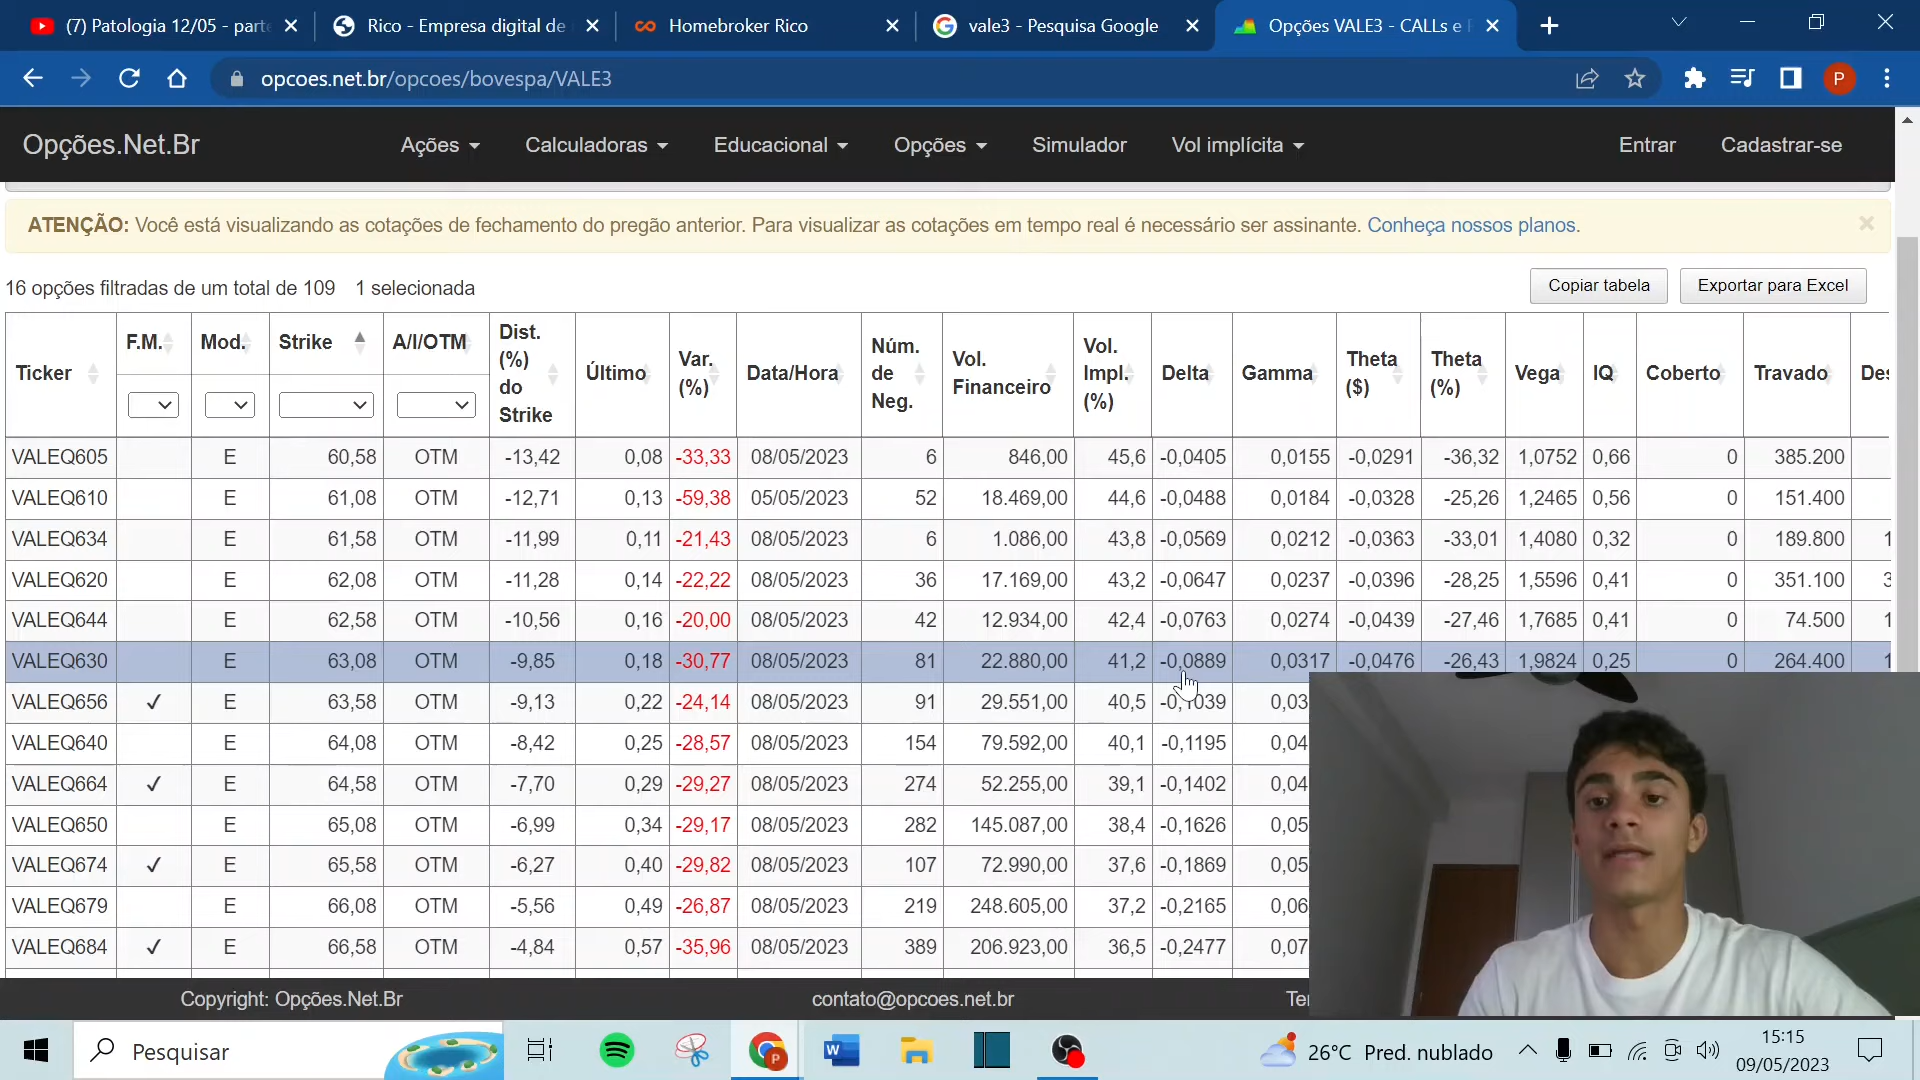 (7) Patologia 12/05 - parte
Rico - Empresa digital de
Homebroker Rico
vale3 - Pesquisa Google
Opções VALE3 - CALLs e P
opcoes.net.br/opcoes/bovespa/VALE3
P
Opções.Net.Br
Ações
Calculadoras
Educacional
Opções
Simulador
Vol implícita
Entrar
Cadastrar-se
ATENÇÃO: Você está visualizando as cotações de fechamento do pregão anterior. Para visualizar as cotações em tempo real é necessário ser assinante. Conheça nossos planos.
16 opções filtradas de um total de 109 1 selecionada
Copiar tabela
Exportar para Excel
Ticker F.M. Mod. Strike A/I/OTM Dist. (%) do Strike Último Var. (%) Data/Hora Núm. de Neg. Vol. Financeiro Vol. Impl. (%) Delta Gamma Theta ($) Theta (%) Vega IQ Coberto Travado Des
VALEQ605 E 60,58 OTM -13,42 0,08 -33,33 08/05/2023 6 846,00 45,6 -0,0405 0,0155 -0,0291 -36,32 1,0752 0,66 0 385.200
VALEQ610 E 61,08 OTM -12,71 0,13 -59,38 05/05/2023 52 18.469,00 44,6 -0,0488 0,0184 -0,0328 -25,26 1,2465 0,56 0 151.400
VALEQ634 E 61,58 OTM -11,99 0,11 -21,43 08/05/2023 6 1.086,00 43,8 -0,0569 0,0212 -0,0363 -33,01 1,4080 0,32 0 189.800 1
VALEQ620 E 62,08 OTM -11,28 0,14 -22,22 08/05/2023 36 17.169,00 43,2 -0,0647 0,0237 -0,0396 -28,25 1,5596 0,41 0 351.100 3
VALEQ644 E 62,58 OTM -10,56 0,16 -20,00 08/05/2023 42 12.934,00 42,4 -0,0763 0,0274 -0,0439 -27,46 1,7685 0,41 0 74.500 1
VALEQ630 E 63,08 OTM -9,85 0,18 -30,77 08/05/2023 81 22.880,00 41,2 -0,0889 0,0317 -0,0476 -26,43 1,9824 0,25 0 264.400 1
VALEQ656 ✓ E 63,58 OTM -9,13 0,22 -24,14 08/05/2023 91 29.551,00 40,5 -0,1039 0,03
VALEQ640 E 64,08 OTM -8,42 0,25 -28,57 08/05/2023 154 79.592,00 40,1 -0,1195 0,04
VALEQ664 ✓ E 64,58 OTM -7,70 0,29 -29,27 08/05/2023 274 52.255,00 39,1 -0,1402 0,04
VALEQ650 E 65,08 OTM -6,99 0,34 -29,17 08/05/2023 282 145.087,00 38,4 -0,1626 0,05
VALEQ674 ✓ E 65,58 OTM -6,27 0,40 -29,82 08/05/2023 107 72.990,00 37,6 -0,1869 0,05
VALEQ679 E 66,08 OTM -5,56 0,49 -26,87 08/05/2023 219 248.605,00 37,2 -0,2165 0,06
VALEQ684 ✓ E 66,58 OTM -4,84 0,57 -35,96 08/05/2023 389 206.923,00 36,5 -0,2477 0,07
Copyright: Opções.Net.Br
contato@opcoes.net.br
Ter
Pesquisar
26°C Pred. nublado
15:15
09/05/2023